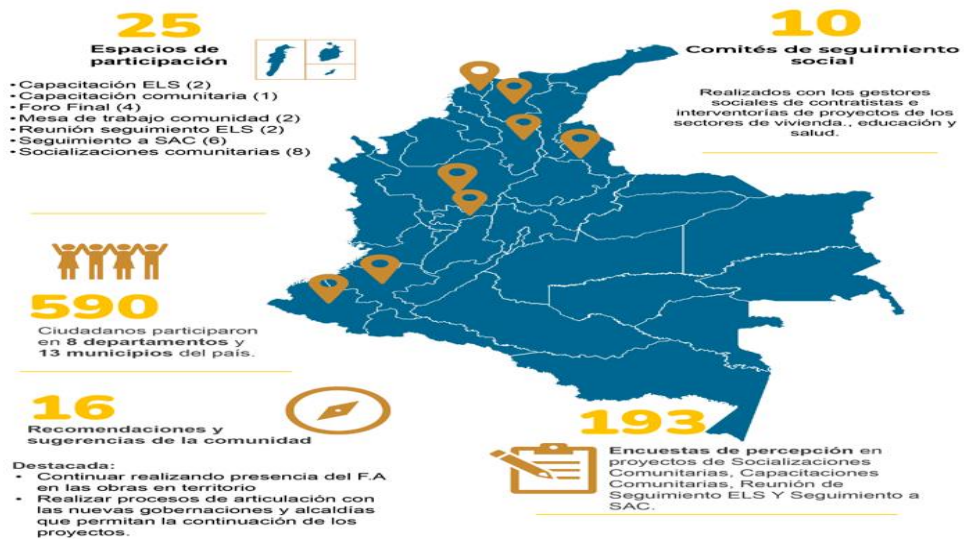 25
Espacios de
participación
•Capacitación ELS (2)
•Capacitación comunitaria (1)
•Foro Final (4)
•Mesa de trabajo comunidad (2)
•Reunión seguimiento ELS (2)
•Seguimiento a SAC (6)
•Socializaciones comunitarias (8)
10
Comités de seguimiento
social
Realizados con los gestores
sociales de contratistas e
interventorías de proyectos de los
sectores de vivienda., educación y
salud.
590
Ciudadanos participaron
en 8 departamentos y
13 municipios del país.
16
Recomendaciones y
sugerencias de la comunidad
Destacada:
• Continuar realizando presencia del F.A
en las obras en territorio
• Realizar procesos de articulación con
las nuevas gobernaciones y alcaldías
que permitan la continuación de los
proyectos.
193
Encuestas de percepción en
proyectos de Socializaciones
Comunitarias, Capacitaciones
Comunitarias, Reunión de
Seguimiento ELS Y Seguimiento a
SAC.